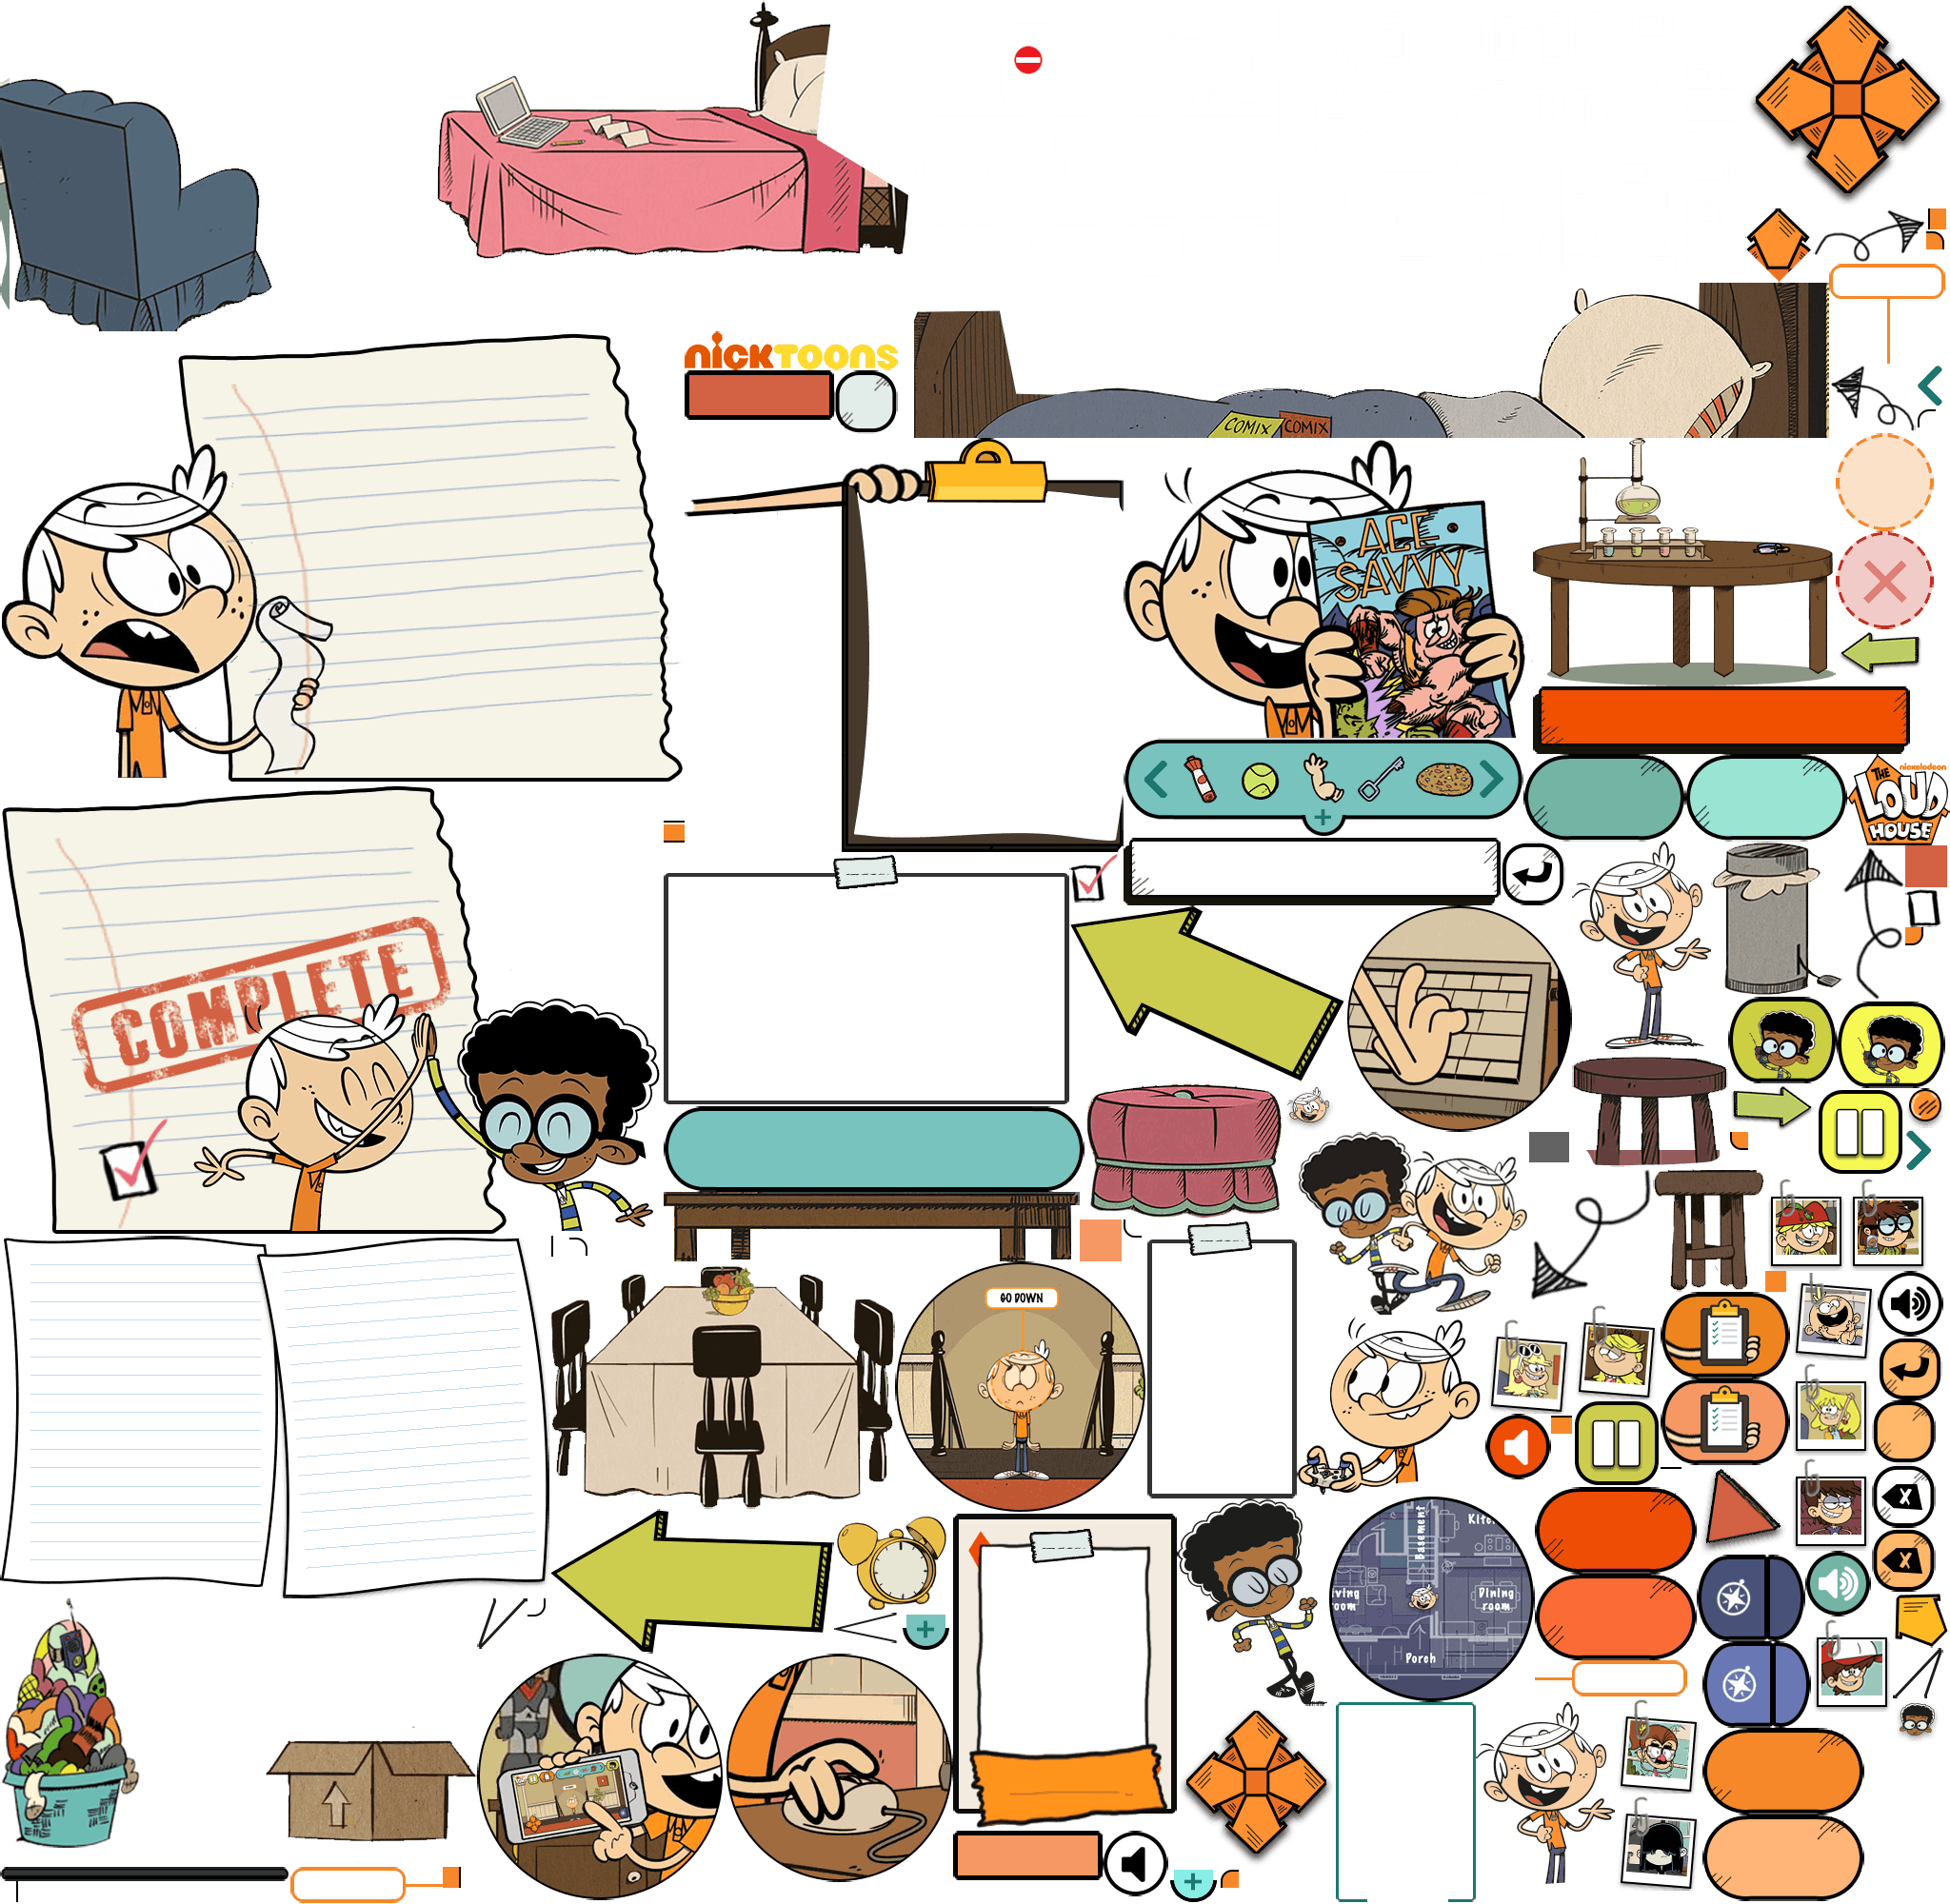 nicktoons
COMIX COMIX
ACE
SAVVY
nickelodeon
THE
LOUD
HOUSE
COMPLETE
GO DOWN
Basement
Dining
room
Porch